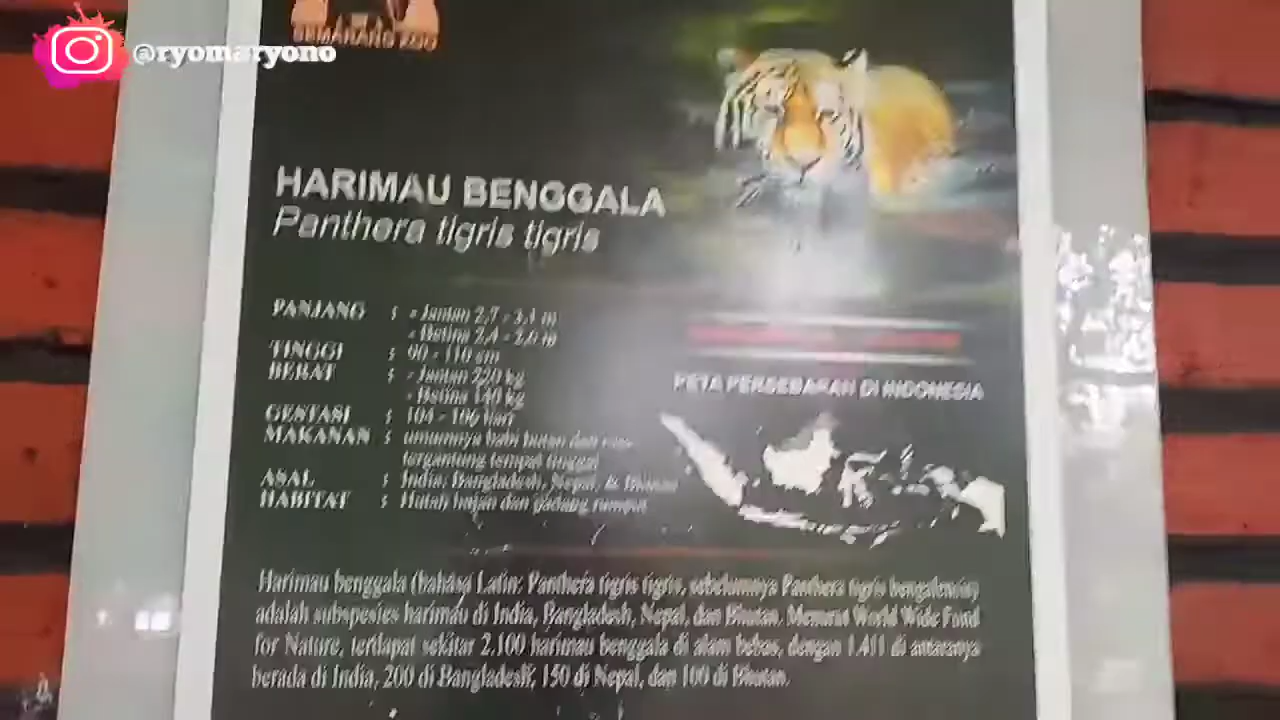 @ryomaryono
SEMARANG ZOO
HARIMAU BENGGALA
Panthera tigris tigris
PANJANG : - Jantan 2,7 - 3,1 m
- Betina 2,4 - 2,6 m
TINGGI : 90 - 110 cm
BERAT : - Jantan 220 kg
- Betina 140 kg
GESTASI : 104 - 106 hari
MAKANAN : umumnya babi hutan dan rusa
tergantung tempat tinggal
ASAL : India, Bangladesh, Nepal, & Bhutan
HABITAT : Hutan hujan dan padang rumput
PETA PERSEBARAN DI INDONESIA
Harimau benggala (bahasa Latin: Panthera tigris tigris, sebelumnya Panthera tigris bengalensis)
adalah subspesies harimau di India, Bangladesh, Nepal, dan Bhutan. Menurut World Wide Fund
for Nature, terdapat sekitar 2.100 harimau benggala di alam bebas, dengan 1.411 di antaranya
berada di India, 200 di Bangladesh, 150 di Nepal, dan 100 di Bhutan.